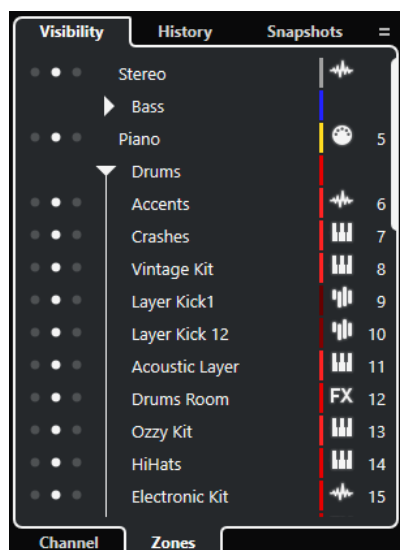 Visibility History Snapshots
Stereo
Bass
Piano 5
Drums
Accents 6
Crashes 7
Vintage Kit 8
Layer Kick1 9
Layer Kick 12 10
Acoustic Layer 11
Drums Room FX 12
Ozzy Kit 13
HiHats 14
Electronic Kit 15
Channel Zones